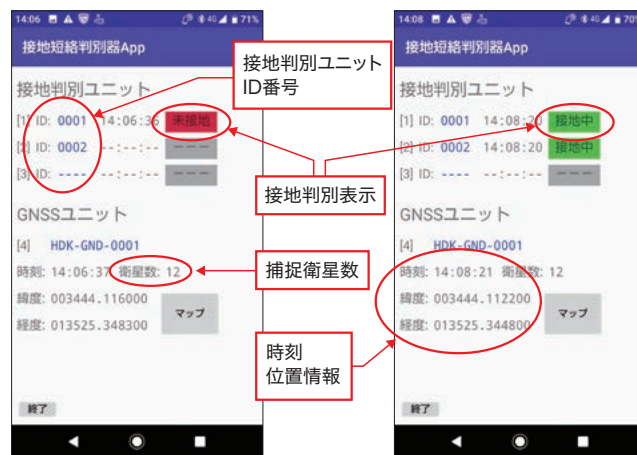 14:06 4G 71%
接地短絡判別器App
接地判別ユニット
[1] ID: 0001 14:06:36 未接地
[2] ID: 0002 --:--:-- ---
[3] ID: ---- --:--:-- ---
GNSSユニット
[4] HDK-GND-0001
時刻: 14:06:37 衛星数: 12
緯度: 003444.116000
経度: 013525.348300
マップ
終了
接地判別ユニット
ID番号
接地判別表示
捕捉衛星数
時刻
位置情報
14:08 4G 70%
接地短絡判別器App
接地判別ユニット
[1] ID: 0001 14:08:20 接地中
[2] ID: 0002 14:08:20 接地中
[3] ID: ---- --:--:-- ---
GNSSユニット
[4] HDK-GND-0001
時刻: 14:08:21 衛星数: 12
緯度: 003444.112200
経度: 013525.344800
マップ
終了